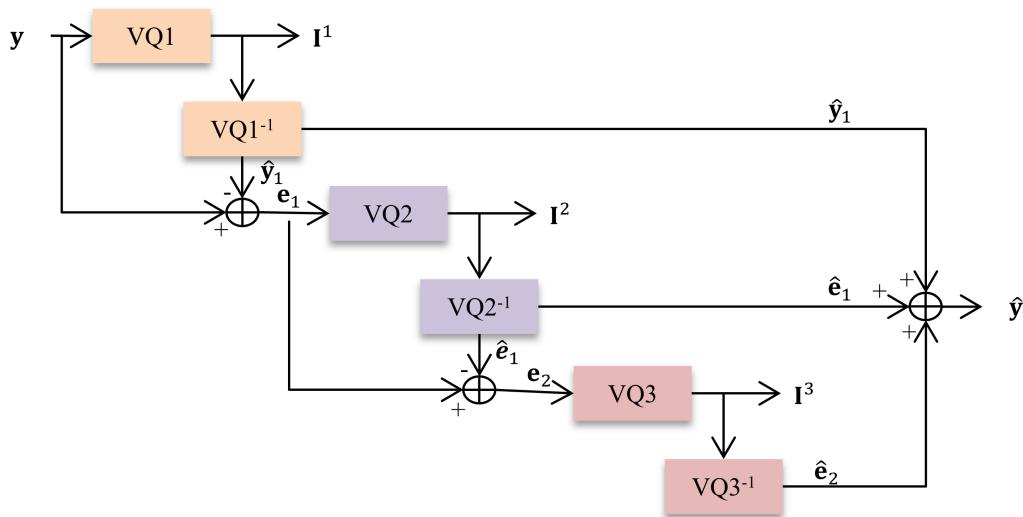 y
VQ1
I¹
VQ1⁻¹
ŷ₁
ŷ₁
-
+
e₁
VQ2
I²
VQ2⁻¹
ê₁
ê₁
-
+
e₂
VQ3
I³
VQ3⁻¹
ê₂
+
+
+
ŷ